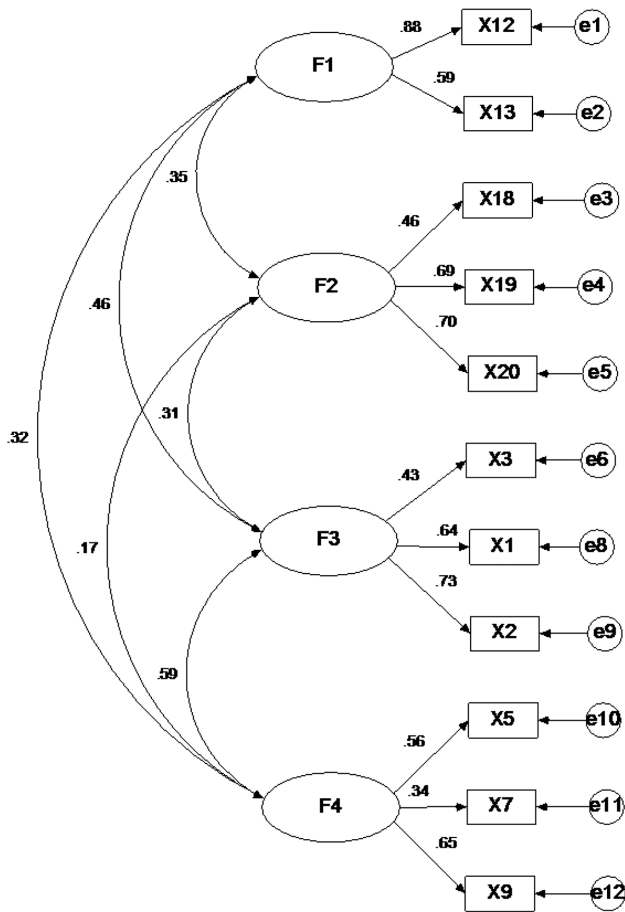 .88
X12
e1
F1
.59
X13
e2
.35
X18
e3
.46
F2
.69
X19
e4
.46
.70
X20
e5
.31
.32
X3
e6
.43
F3
.64
X1
e8
.17
.73
X2
e9
.59
X5
e10
.56
F4
.34
X7
e11
.65
X9
e12